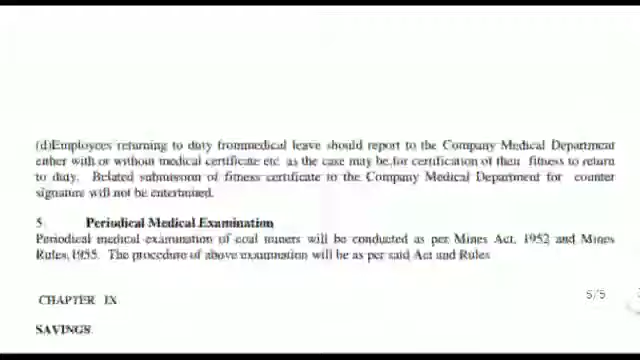 (d)Employees returning to duty frommedical leave should report to the Company Medical Department
either with or without medical certificate etc as the case may be,for certification of their fitness to return
to duty. Belated submission of fitness certificate to the Company Medical Department for counter
signature will not be entertained.
5. Periodical Medical Examination
Periodical medical examination of coal miners will be conducted as per Mines Act, 1952 and Mines
Rules,1955. The procedure of above examination will be as per said Act and Rules
5/5
CHAPTER IX
SAVINGS